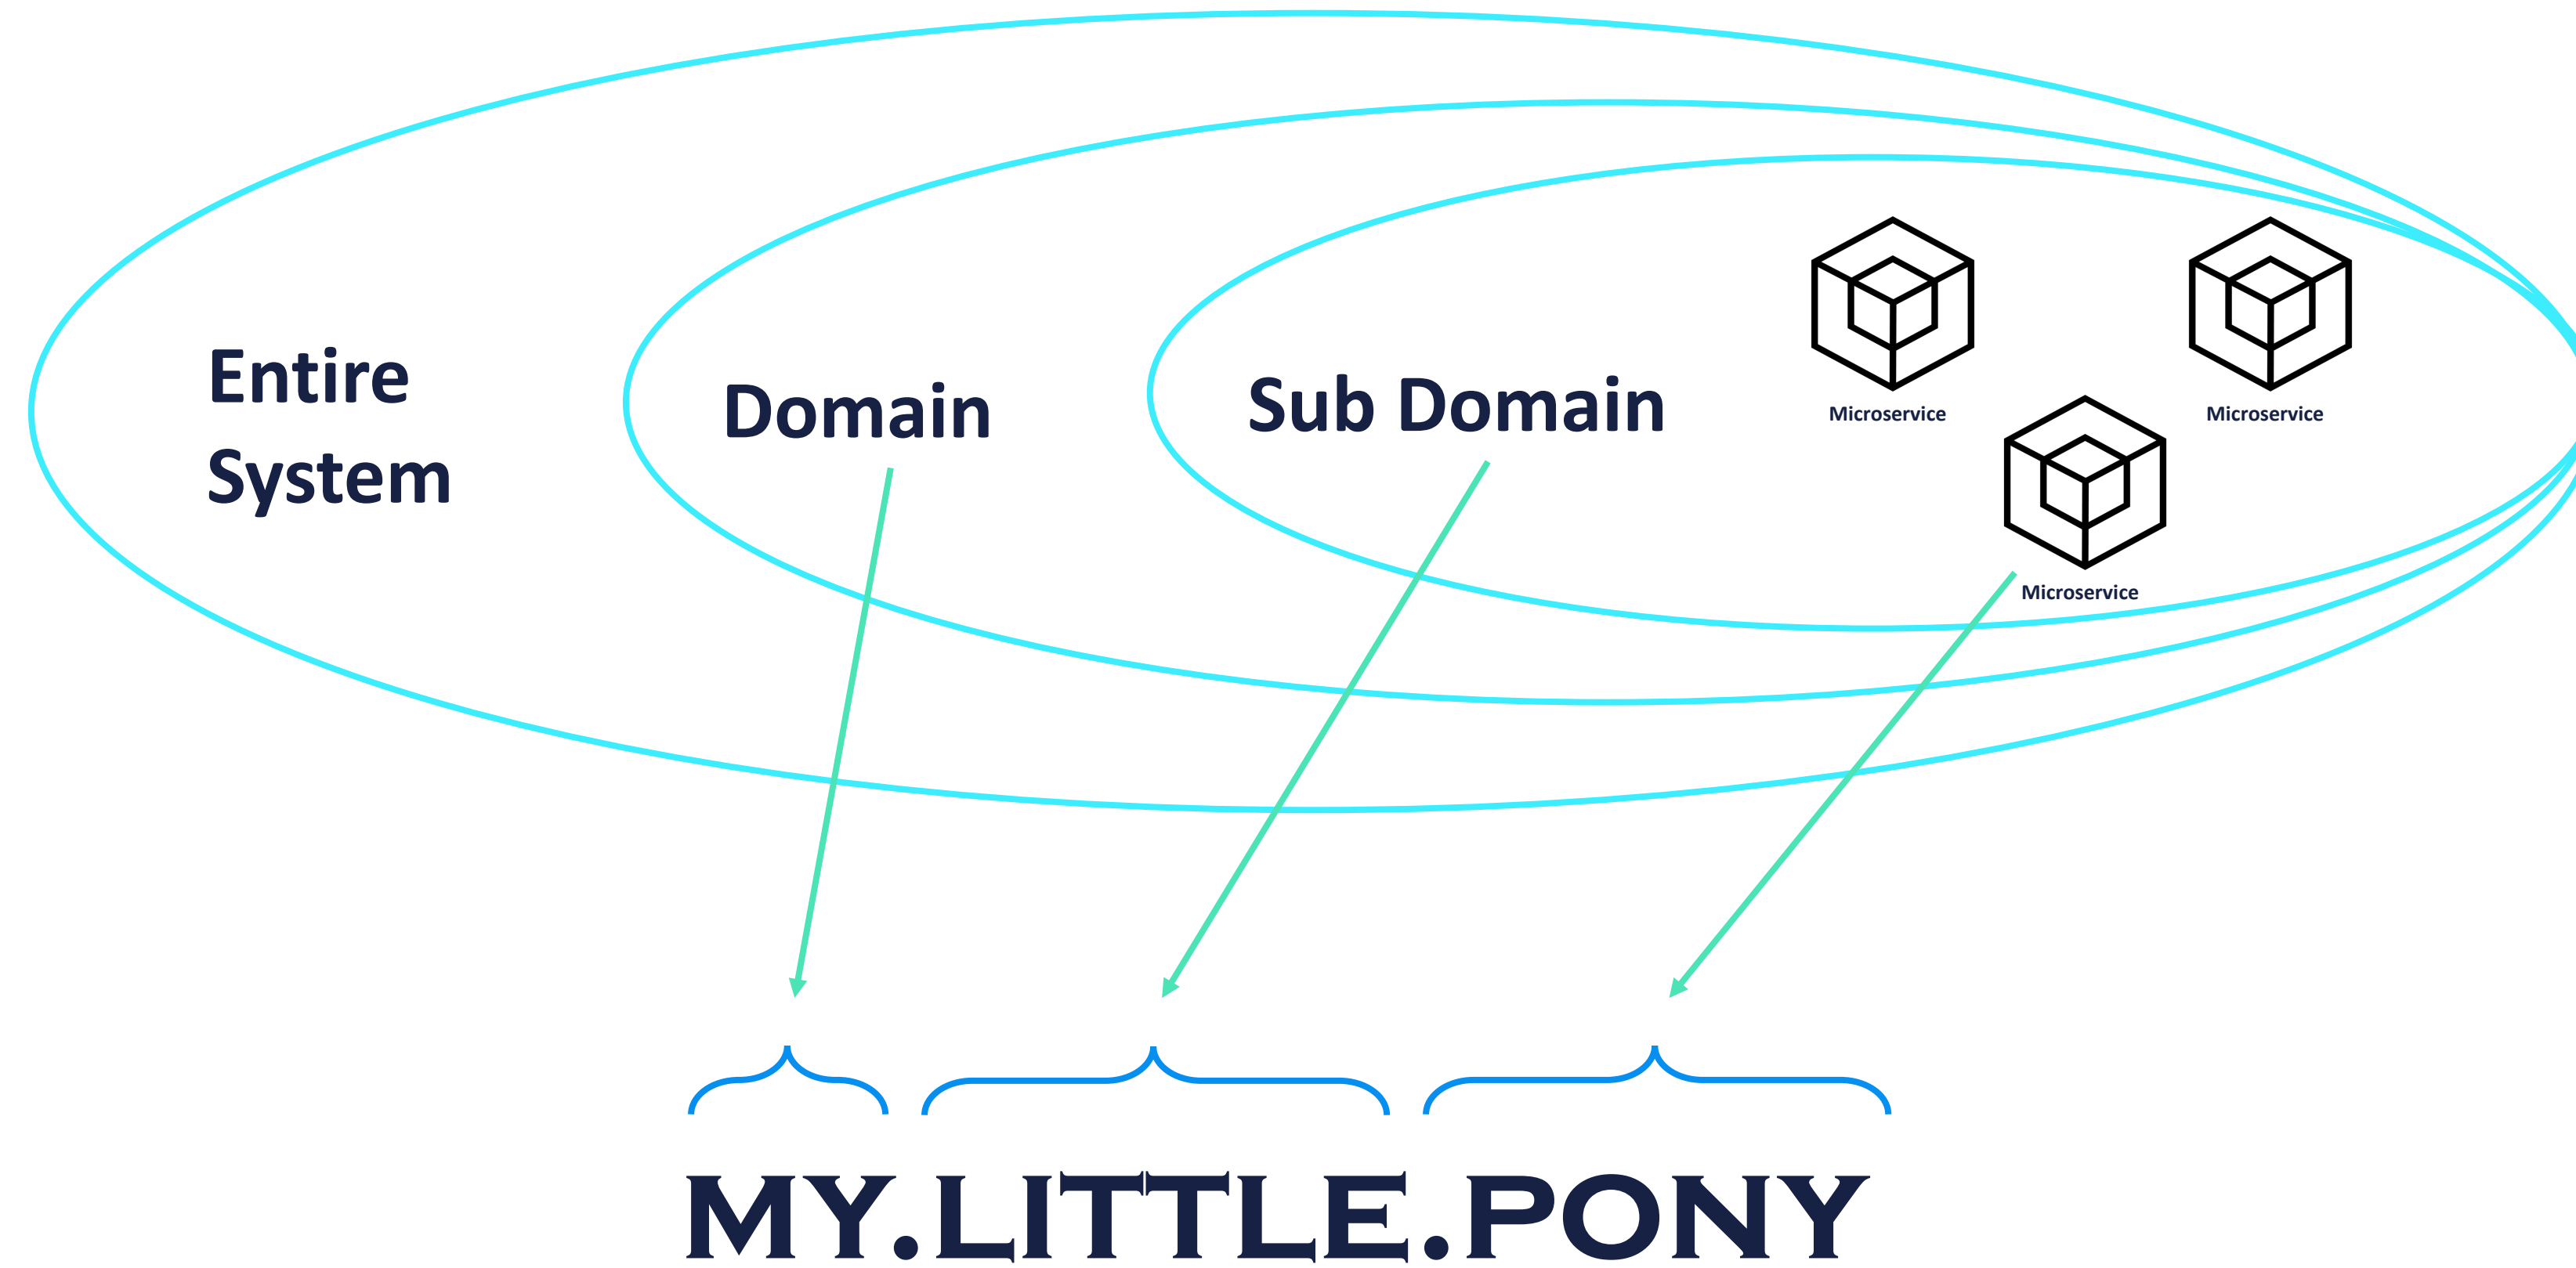 Entire
System
Domain
Sub Domain
Microservice
Microservice
Microservice
MY.LITTLE.PONY